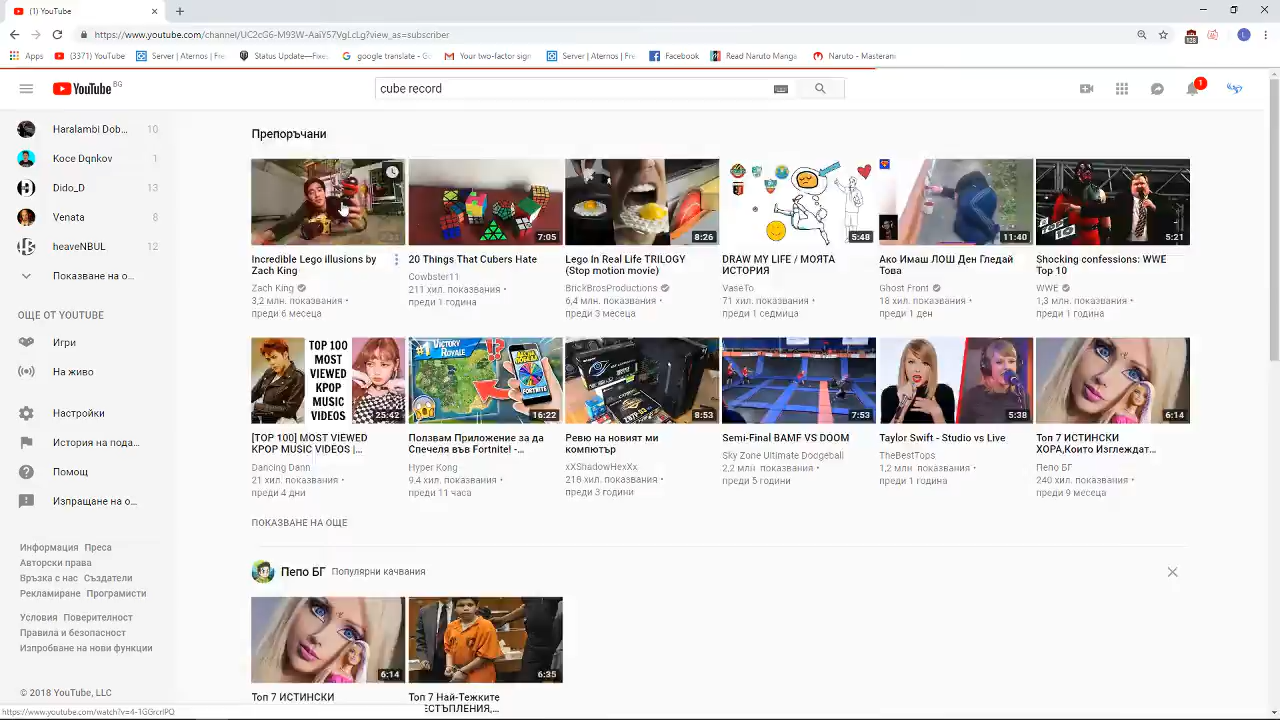 (1) YouTube
https://www.youtube.com/channel/UC2cG6-M93W-AaiY57VgLcLg?view_as=subscriber
Apps
(3371) YouTube
Server | Aternos | Fre
Status Update—Fixe
google translate - Go
Your two-factor sign
Server | Aternos | Fre
Facebook
Read Naruto Manga
Naruto - Masteran
YouTube BG
cube record
1
Haralambi Dob... 10
Koce Dqnkov 1
Dido_D 13
Venata 8
heaveNBUL 12
Показване на о...
ОЩЕ ОТ YOUTUBE
Игри
На живо
Настройки
История на пода...
Помощ
Изпращане на о...
Информация Преса
Авторски права
Връзка с нас Създатели
Рекламиране Програмисти
Условия Поверителност
Правила и безопасност
Изпробване на нови функции
© 2018 YouTube, LLC
Препоръчани
Incredible Lego illusions by
Zach King
Zach King
3,2 млн. показвания •
преди 6 месеца
7:05
20 Things That Cubers Hate
Cowbster11
211 хил. показвания •
преди 1 година
8:26
Lego In Real Life TRILOGY
(Stop motion movie)
BrickBrosProductions
6,4 млн. показвания •
преди 3 месеца
5:48
DRAW MY LIFE / МОЯТА
ИСТОРИЯ
VaseTo
71 хил. показвания •
преди 1 седмица
11:40
Ако Имаш ЛОШ Ден Гледай
Това
Ghost Front
18 хил. показвания •
преди 1 ден
TOP 10
5:21
Shocking confessions: WWE
Top 10
WWE
1,3 млн. показвания •
преди 1 година
TOP 100
MOST
VIEWED
KPOP
MUSIC
VIDEOS
25:42
[TOP 100] MOST VIEWED
KPOP MUSIC VIDEOS |...
Dancing Dann
21 хил. показвания •
преди 4 дни
#1 VICTORY
ROYALE
!?
FORTNITE
16:22
Ползвам Приложение за да
Спечеля във Fortnite! -...
Hyper Kong
9,4 хил. показвания •
преди 11 часа
8:53
Ревю на новият ми
компютър
xXShadowHexXx
218 хил. показвания •
преди 3 години
7:53
Semi-Final BAMF VS DOOM
Sky Zone Ultimate Dodgeball
1,2 млн. показвания •
преди 5 години
5:38
Taylor Swift - Studio vs Live
TheBestTops
1,2 млн. показвания •
преди 1 година
6:14
Топ 7 ИСТИНСКИ
ХОРА,Които Изглеждат...
Пепо БГ
240 хил. показвания •
преди 9 месеца
ПОКАЗВАНЕ НА ОЩЕ
Пепо БГ Популярни качвания
6:14
Топ 7 ИСТИНСКИ
6:35
Топ 7 Най-Тежките
ЕСТЪПЛЕНИЯ,...